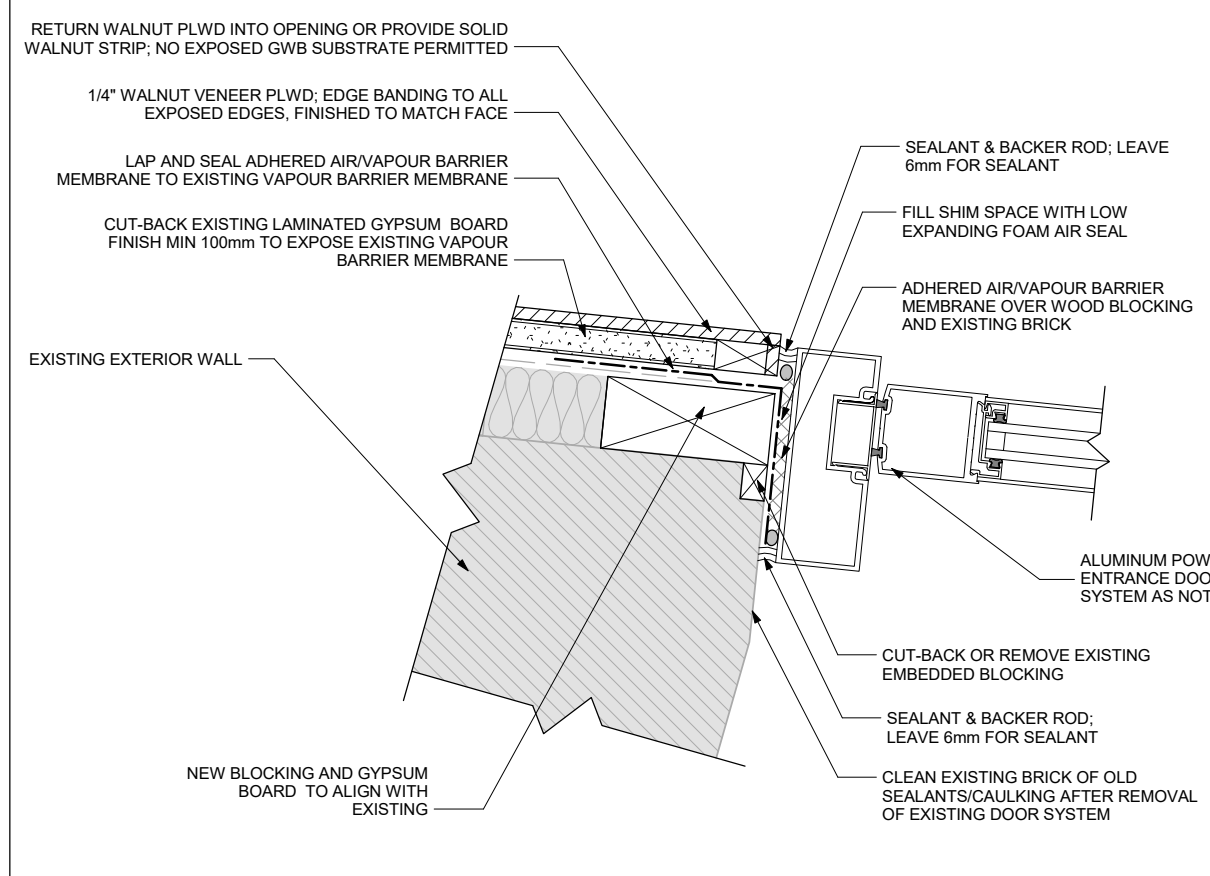 RETURN WALNUT PLWD INTO OPENING OR PROVIDE SOLID
WALNUT STRIP; NO EXPOSED GWB SUBSTRATE PERMITTED
1/4" WALNUT VENEER PLWD; EDGE BANDING TO ALL
EXPOSED EDGES, FINISHED TO MATCH FACE
LAP AND SEAL ADHERED AIR/VAPOUR BARRIER
MEMBRANE TO EXISTING VAPOUR BARRIER MEMBRANE
CUT-BACK EXISTING LAMINATED GYPSUM BOARD
FINISH MIN 100mm TO EXPOSE EXISTING VAPOUR
BARRIER MEMBRANE
EXISTING EXTERIOR WALL
NEW BLOCKING AND GYPSUM
BOARD TO ALIGN WITH
EXISTING
SEALANT & BACKER ROD; LEAVE
6mm FOR SEALANT
FILL SHIM SPACE WITH LOW
EXPANDING FOAM AIR SEAL
ADHERED AIR/VAPOUR BARRIER
MEMBRANE OVER WOOD BLOCKING
AND EXISTING BRICK
ALUMINUM POW
ENTRANCE DOO
SYSTEM AS NOT
CUT-BACK OR REMOVE EXISTING
EMBEDDED BLOCKING
SEALANT & BACKER ROD;
LEAVE 6mm FOR SEALANT
CLEAN EXISTING BRICK OF OLD
SEALANTS/CAULKING AFTER REMOVAL
OF EXISTING DOOR SYSTEM